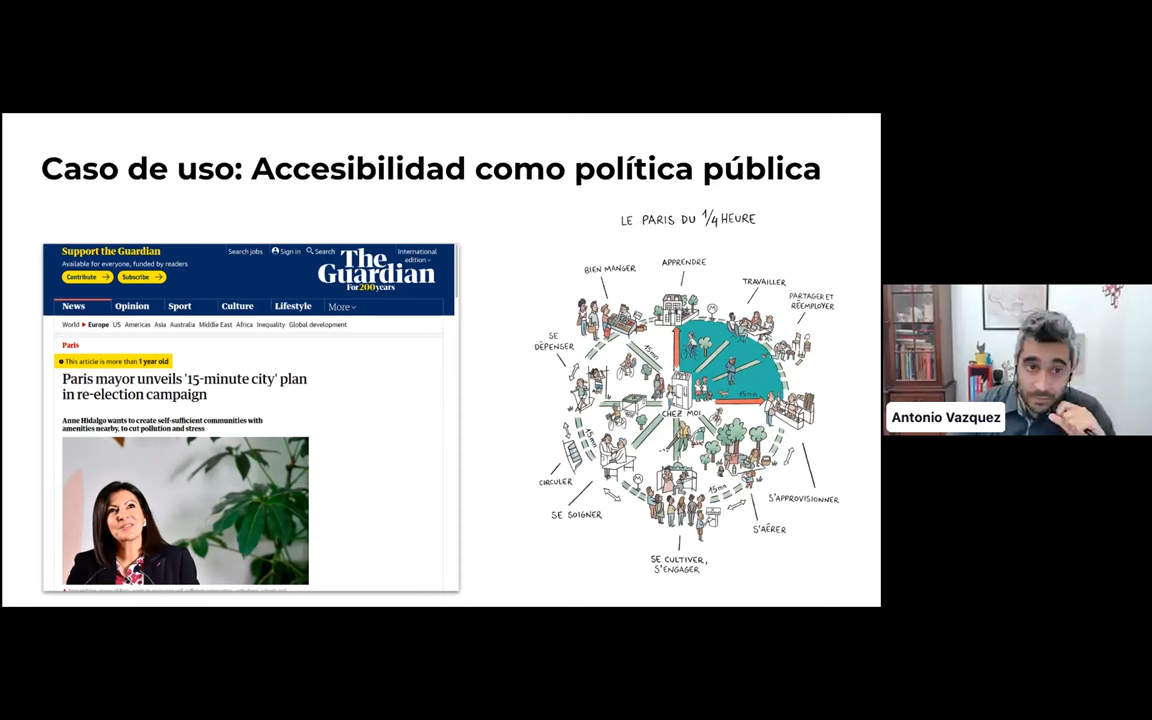 Caso de uso: Accesibilidad como política pública
Support the Guardian
Available for everyone, funded by readers
Contribute
Subscribe
Search jobs
Sign in
Search
International
edition
The
Guardian
For 200 years
News Opinion Sport Culture Lifestyle More
World Europe US Americas Asia Australia Middle East Africa Inequality Global development
Paris
This article is more than 1 year old
Paris mayor unveils '15-minute city' plan
in re-election campaign
Anne Hidalgo wants to create self-sufficient communities with
amenities nearby, to cut pollution and stress
LE PARIS DU 1/4 HEURE
APPRENDRE
BIEN MANGER
TRAVAILLER
PARTAGER ET
RÉEMPLOYER
SE
DÉPENSER
M
15mn
15mn
CHEZ MOI
15mn
CIRCULER
M
15mn
SE SOIGNER
S'APPROVISIONNER
S'AÉRER
SE CULTIVER,
S'ENGAGER
Antonio Vazquez